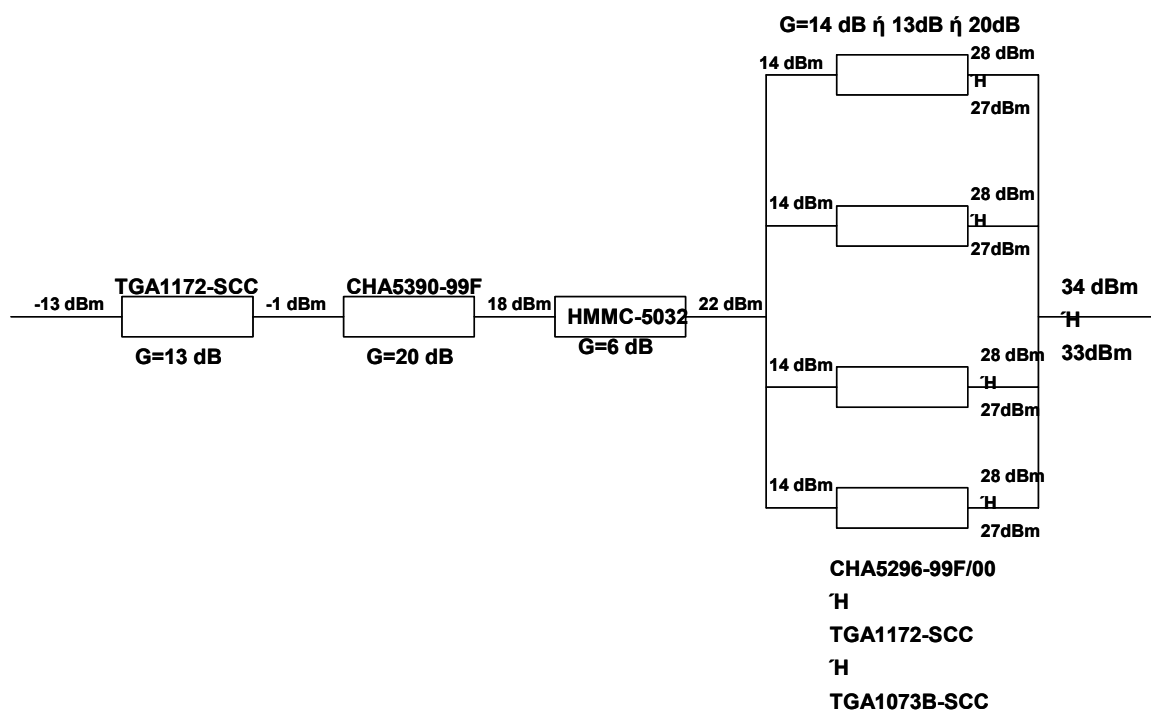 G=14 dB ή 13dB ή 20dB
14 dBm
28 dBm
Ή
27dBm
14 dBm
28 dBm
Ή
27dBm
TGA1172-SCC
CHA5390-99F
-13 dBm
-1 dBm
18 dBm
HMMC-5032
22 dBm
G=13 dB
G=20 dB
G=6 dB
34 dBm
Ή
33dBm
14 dBm
28 dBm
Ή
27dBm
14 dBm
28 dBm
Ή
27dBm
CHA5296-99F/00
Ή
TGA1172-SCC
Ή
TGA1073B-SCC